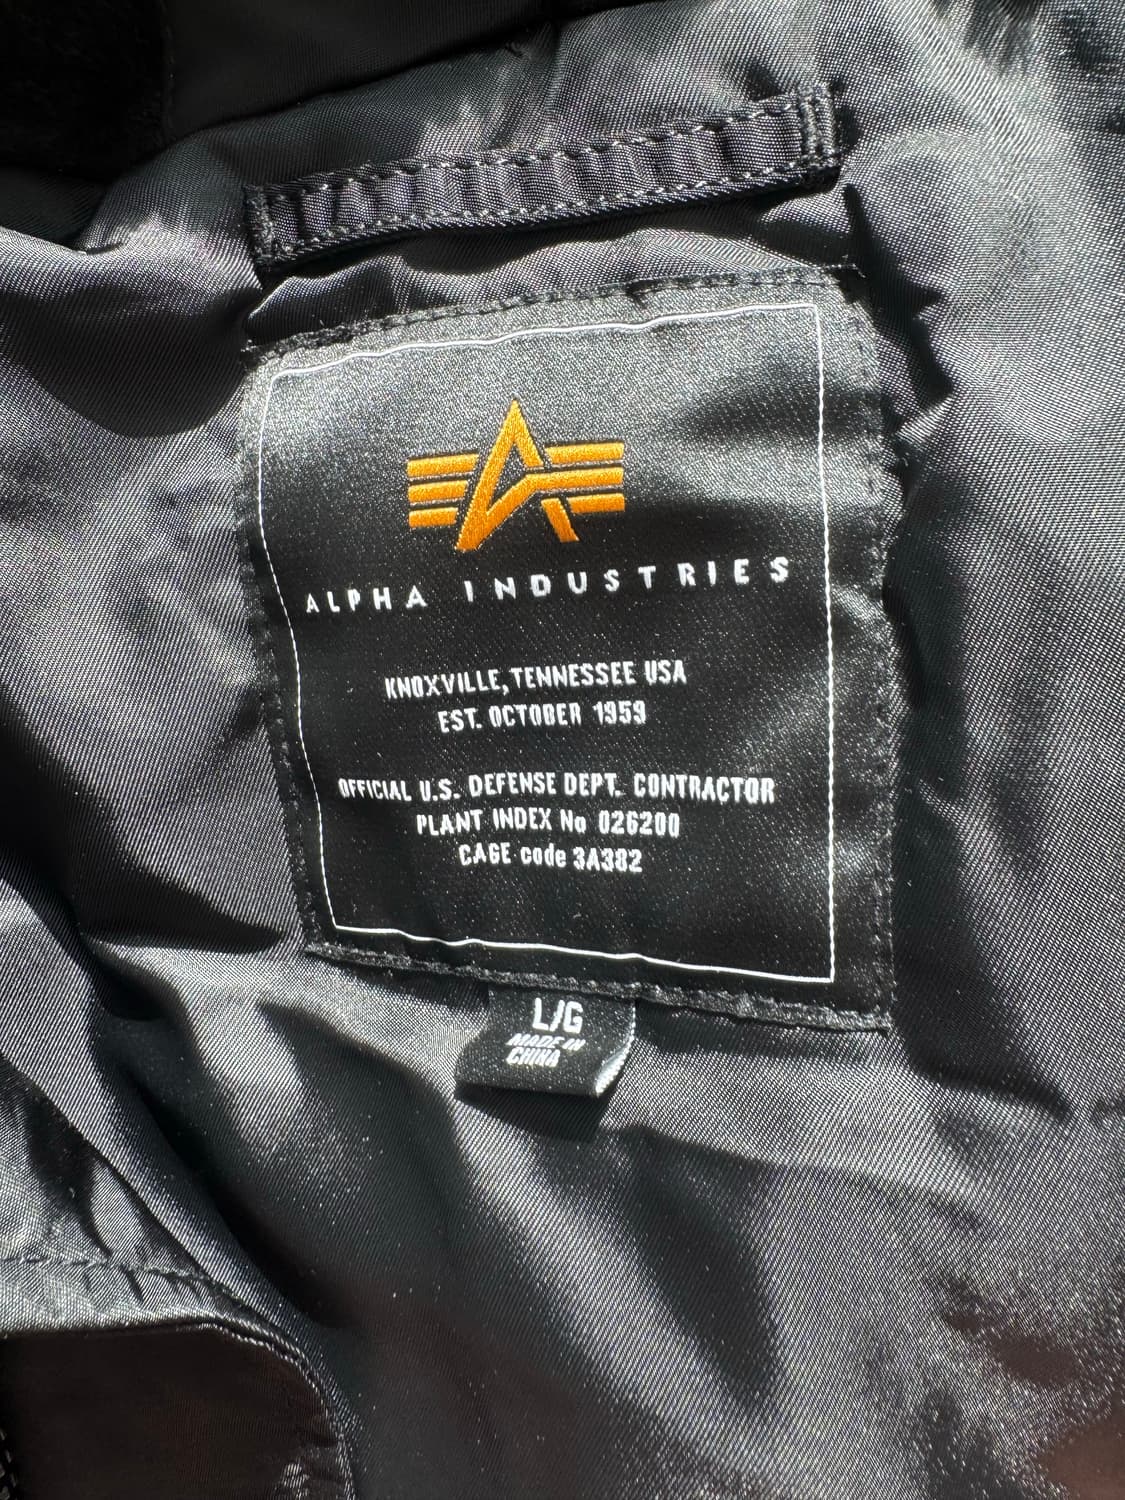 ALPHA INDUSTRIES
KNOXVILLE, TENNESSEE USA
EST. OCTOBER 1959
OFFICIAL U.S. DEFENSE DEPT. CONTRACTOR
PLANT INDEX No 026200
CAGE code 3A382
L/G
MADE IN
CHINA